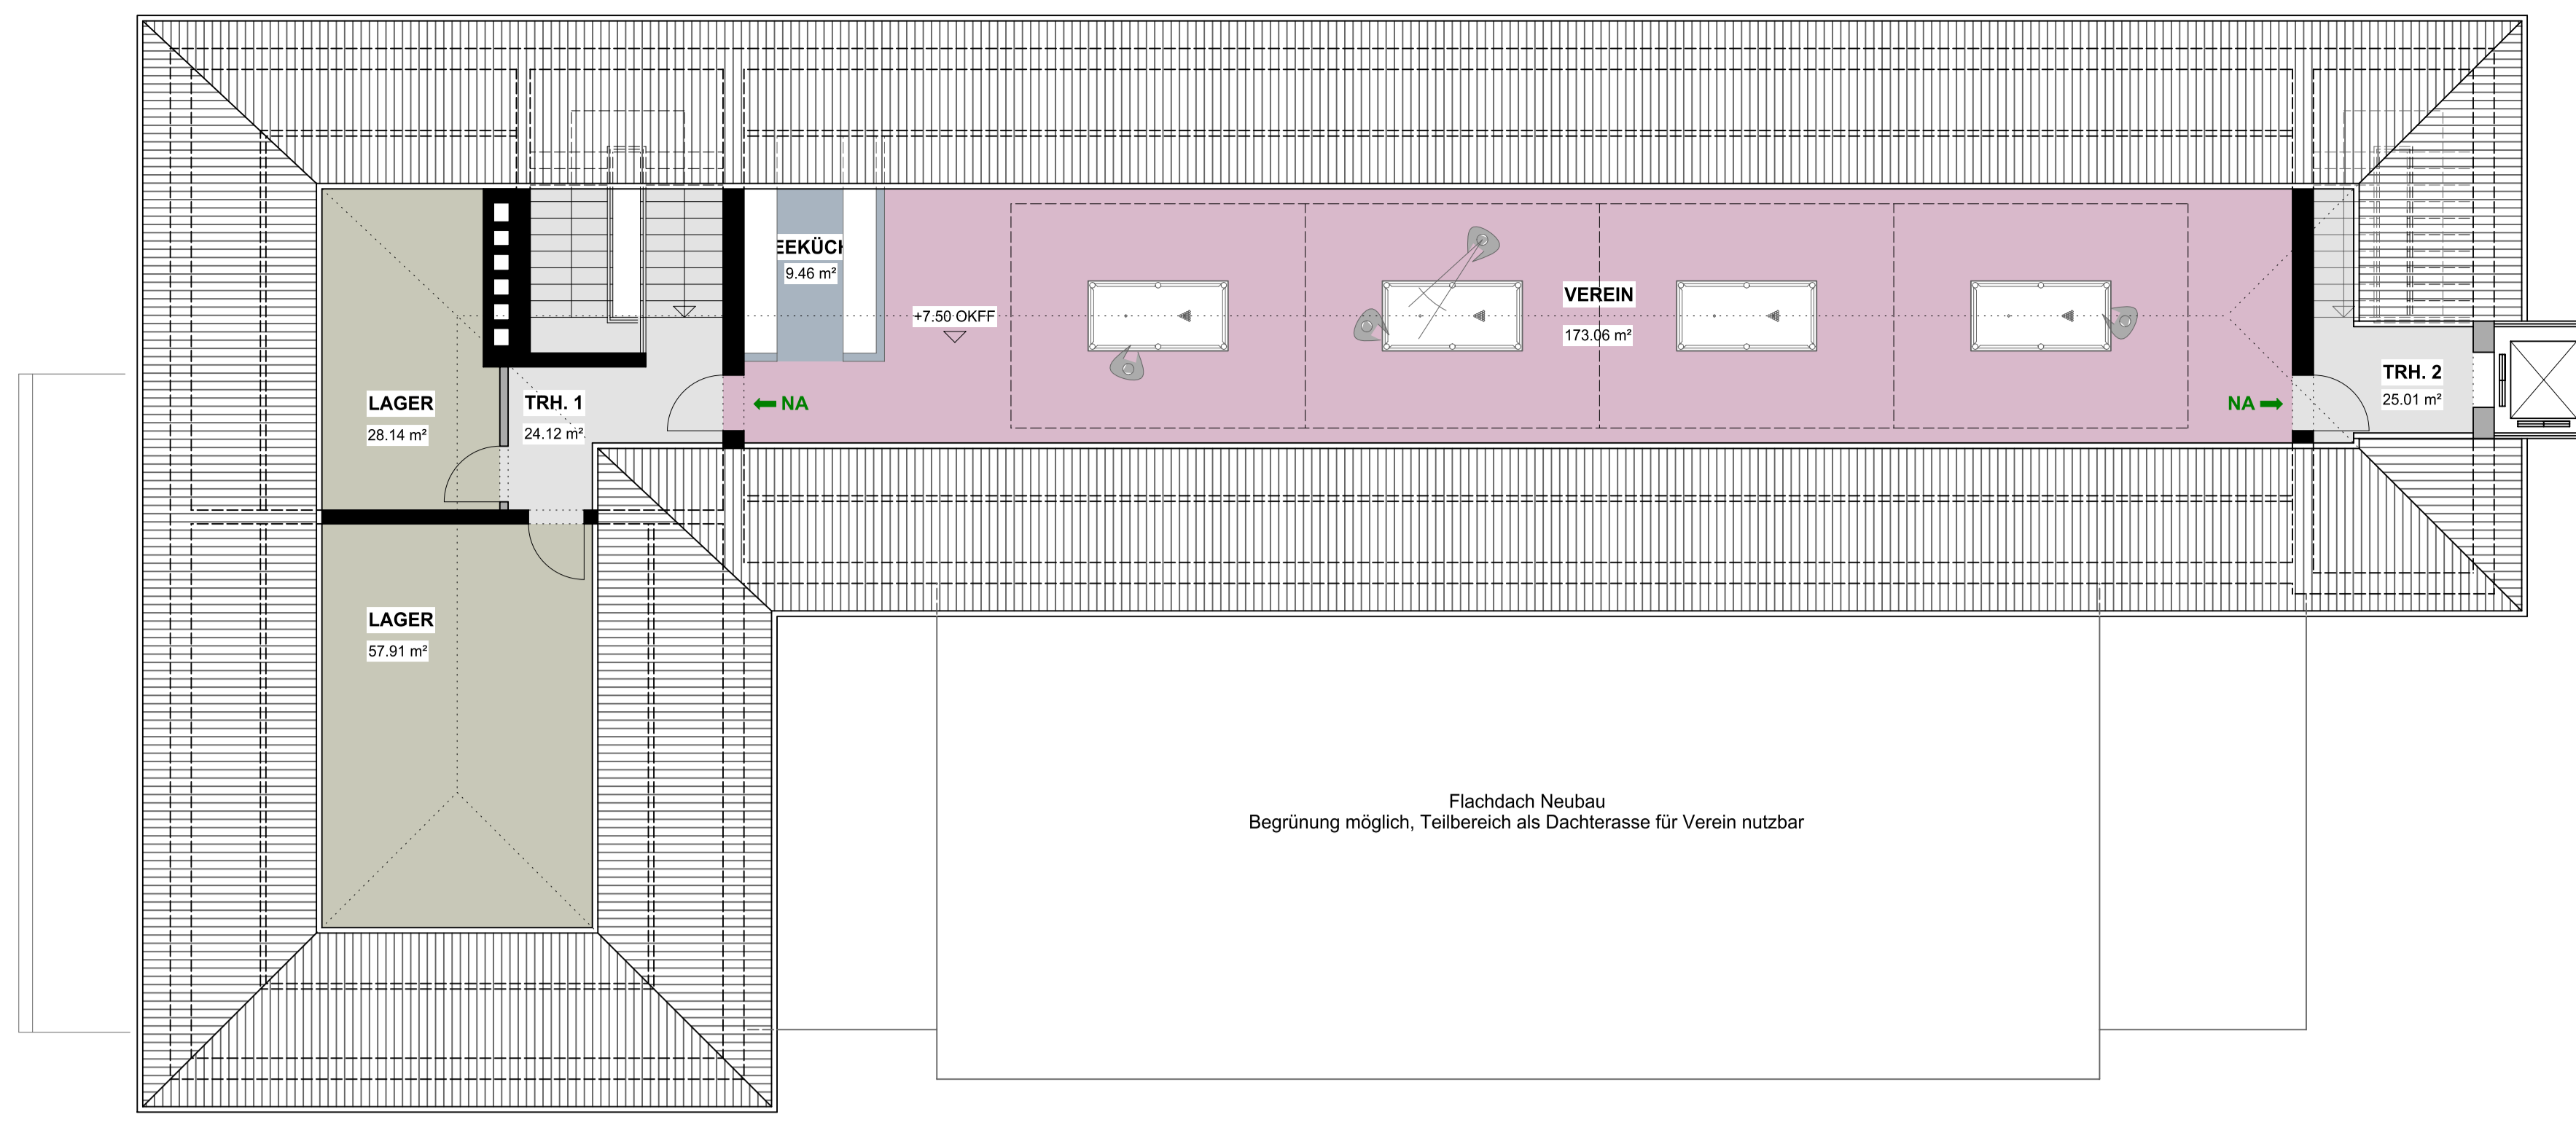 EEKÜCH
9.46 m²
+7.50 OKFF
VEREIN
173.06 m²
TRH. 2
25.01 m²
LAGER
28.14 m²
TRH. 1
24.12 m²
NA
NA
LAGER
57.91 m²
Flachdach Neubau
Begrünung möglich, Teilbereich als Dachterasse für Verein nutzbar